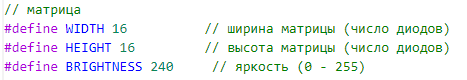 // матрица
#define WIDTH 16 // ширина матрицы (число диодов)
#define HEIGHT 16 // высота матрицы (число диодов)
#define BRIGHTNESS 240 // яркость (0 - 255)